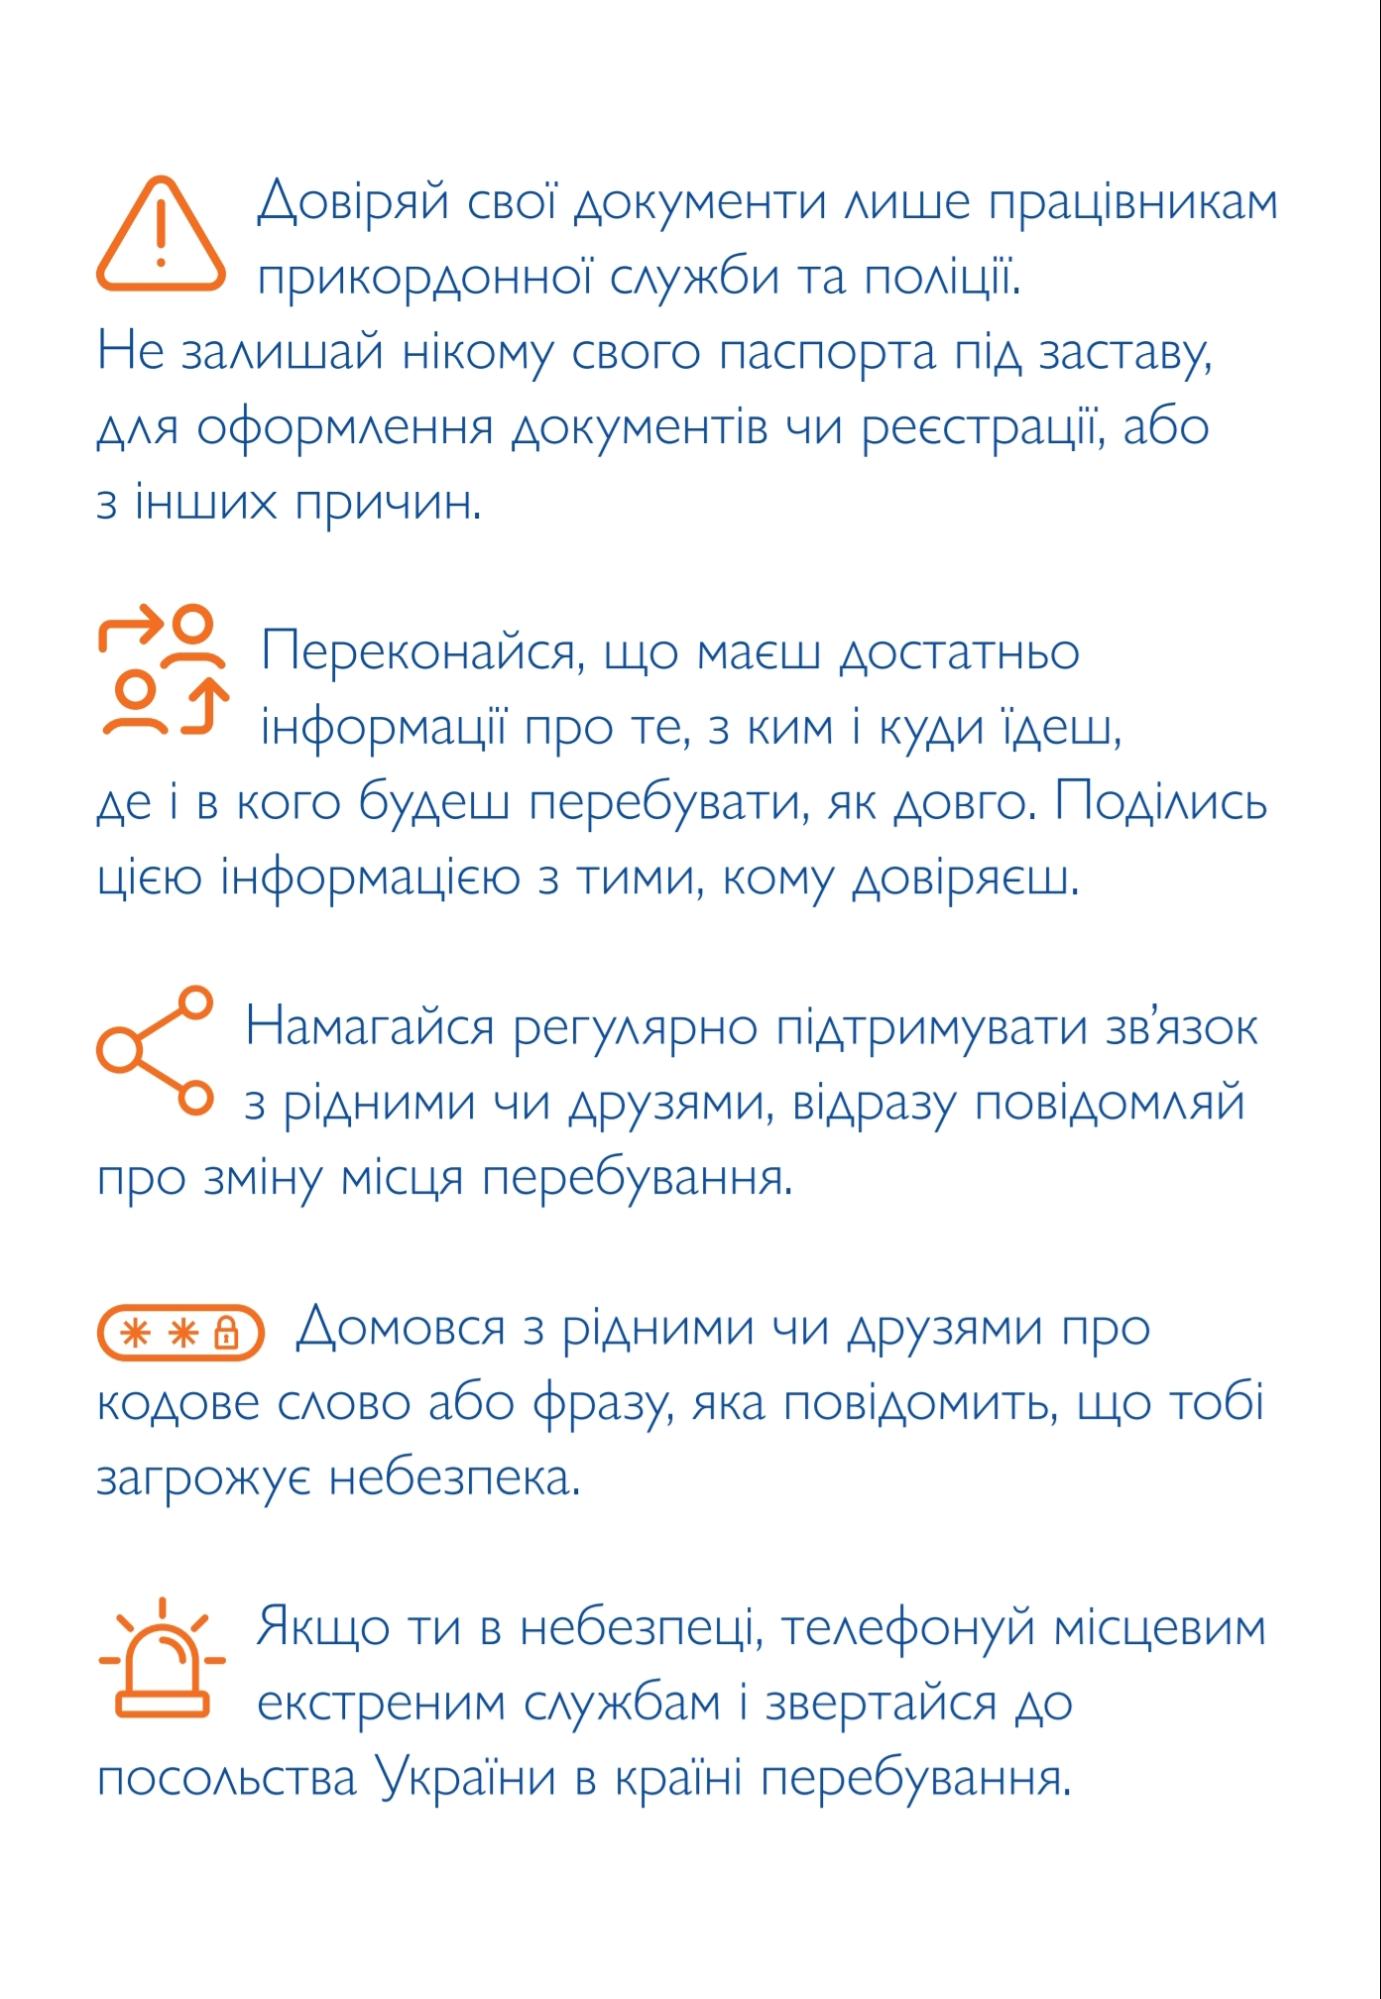 Довіряй свої документи лише працівникам
прикордонної служби та поліції.
Не залишай нікому свого паспорта під заставу,
для оформлення документів чи реєстрації, або
з інших причин.
Переконайся, що маєш достатньо
інформації про те, з ким і куди їдеш,
де і в кого будеш перебувати, як довго. Поділись
цією інформацією з тими, кому довіряєш.
Намагайся регулярно підтримувати зв’язок
з рідними чи друзями, відразу повідомляй
про зміну місця перебування.
Домовся з рідними чи друзями про
кодове слово або фразу, яка повідомить, що тобі
загрожує небезпека.
Якщо ти в небезпеці, телефонуй місцевим
екстреним службам і звертайся до
посольства України в країні перебування.